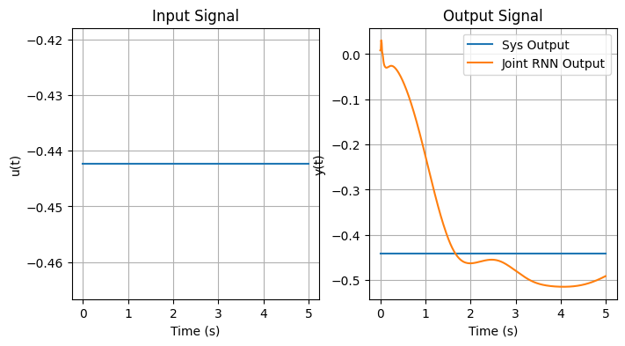 Input Signal
u(t)
−0.42
−0.43
−0.44
−0.45
−0.46
0 1 2 3 4 5
Time (s)
Output Signal
y(t)
0.0
−0.1
−0.2
−0.3
−0.4
−0.5
Sys Output
Joint RNN Output
0 1 2 3 4 5
Time (s)